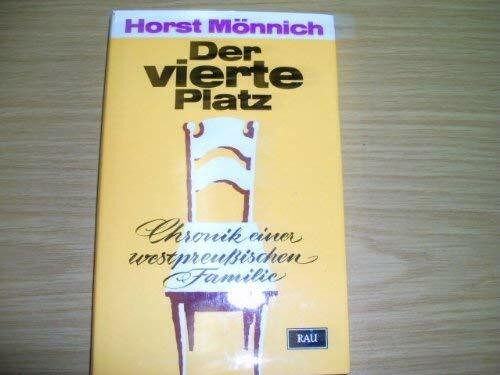 Horst Mönnich
Der
vierte
Platz
Chronik einer
westpreußischen
Familie
RAU